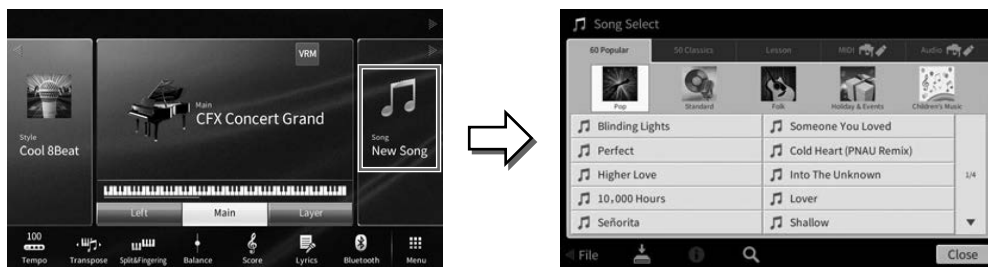 VRM
Main
CFX Concert Grand
Style
Cool 8Beat
Song
New Song
Left
Main
Layer
100
Tempo
Transpose
Split&Fingering
Balance
Score
Lyrics
Bluetooth
Menu
Song Select
60 Popular
50 Classics
Lesson
MIDI
Audio
Pop
Standard
Folk
Holiday & Events
Children's Music
Blinding Lights
Someone You Loved
Perfect
Cold Heart (PNAU Remix)
Higher Love
Into The Unknown
1/4
10,000 Hours
Lover
Señorita
Shallow
File
Close